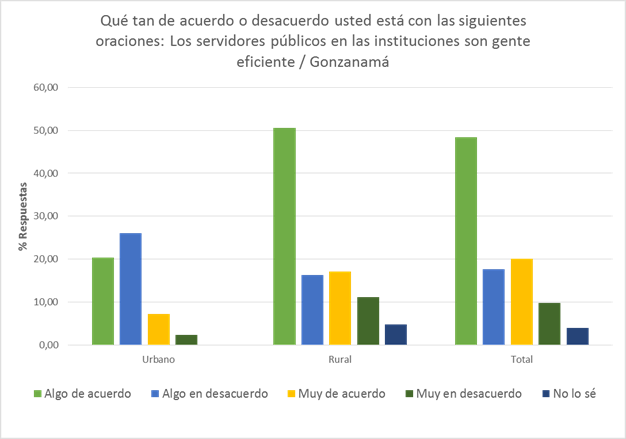 Qué tan de acuerdo o desacuerdo usted está con las siguientes
oraciones: Los servidores públicos en las instituciones son gente
eficiente / Gonzanamá
60,00
50,00
40,00
30,00
20,00
10,00
0,00
% Respuestas
Urbano Rural Total
Algo de acuerdo Algo en desacuerdo Muy de acuerdo Muy en desacuerdo No lo sé